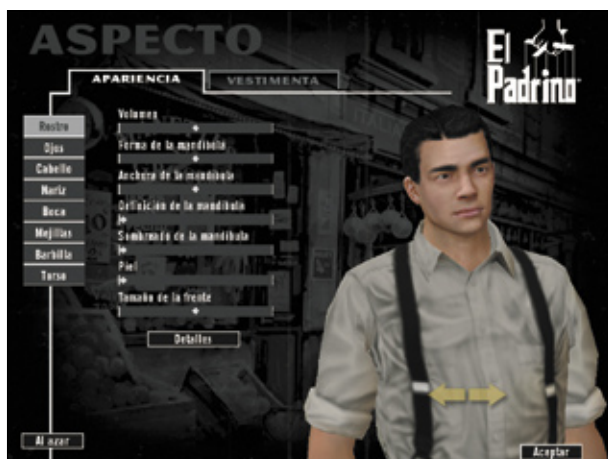 ASPECTO
El
Padrino
APARIENCIA
VESTIMENTA
Rostro
Ojos
Cabello
Nariz
Boca
Mejillas
Barbilla
Torso
Volumen
Forma de la mandíbula
Anchura de la mandíbula
Definición de la mandíbula
Sombreado de la mandíbula
Piel
Tamaño de la frente
Detalles
Al azar
Aceptar